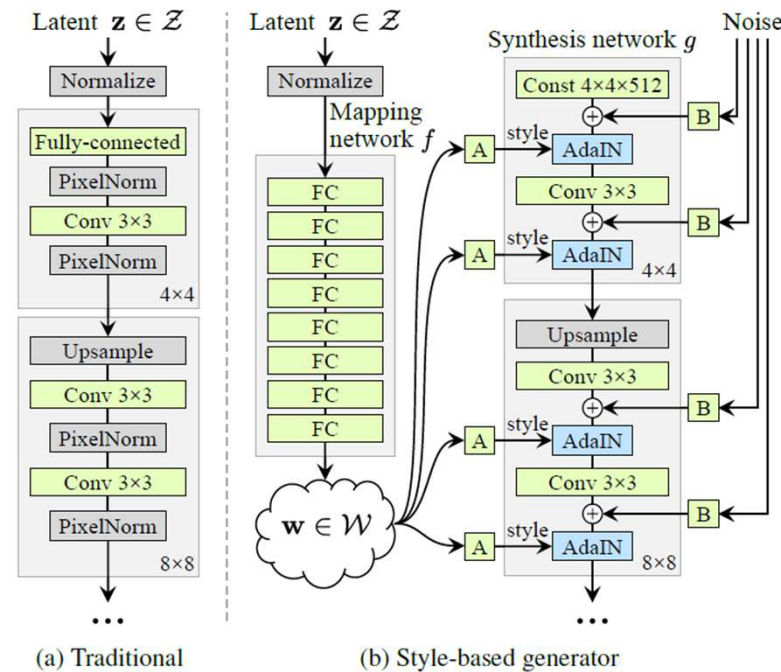 Latent z ∈ 𝒵
Normalize
Fully-connected
PixelNorm
Conv 3×3
PixelNorm
4×4
Upsample
Conv 3×3
PixelNorm
Conv 3×3
PixelNorm
8×8
...
(a) Traditional
Latent z ∈ 𝒵
Normalize
Mapping
network f
FC
FC
FC
FC
FC
FC
FC
FC
w ∈ 𝒲
A
style
A
style
A
style
A
style
Synthesis network g
Noise
Const 4×4×512
B
AdaIN
Conv 3×3
B
AdaIN
4×4
Upsample
Conv 3×3
B
AdaIN
Conv 3×3
B
AdaIN
8×8
...
(b) Style-based generator